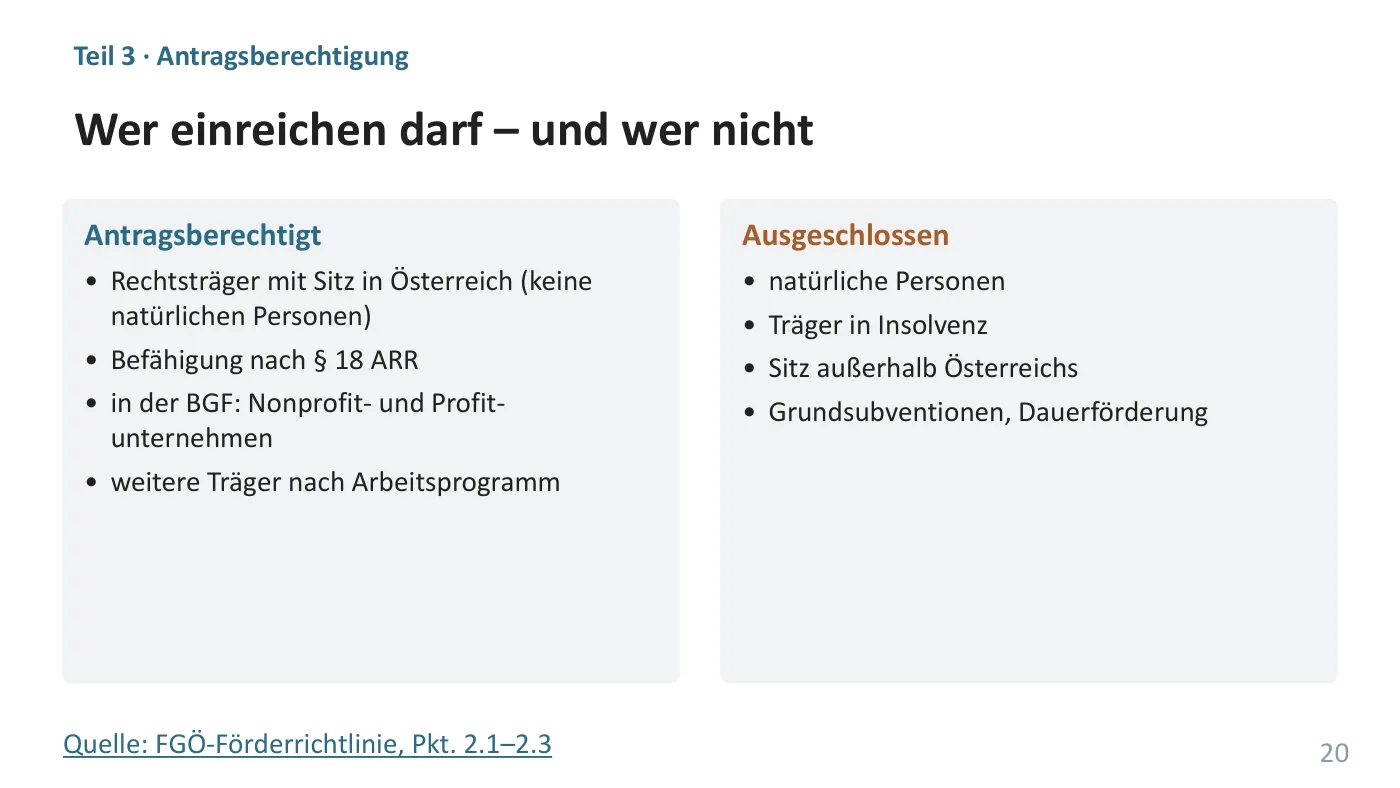 Teil 3 · Antragsberechtigung
Wer einreichen darf – und wer nicht
Antragsberechtigt
• Rechtsträger mit Sitz in Österreich (keine
natürlichen Personen)
• Befähigung nach § 18 ARR
• in der BGF: Nonprofit- und Profit-
unternehmen
• weitere Träger nach Arbeitsprogramm
Ausgeschlossen
• natürliche Personen
• Träger in Insolvenz
• Sitz außerhalb Österreichs
• Grundsubventionen, Dauerförderung
Quelle: FGÖ-Förderrichtlinie, Pkt. 2.1–2.3
20